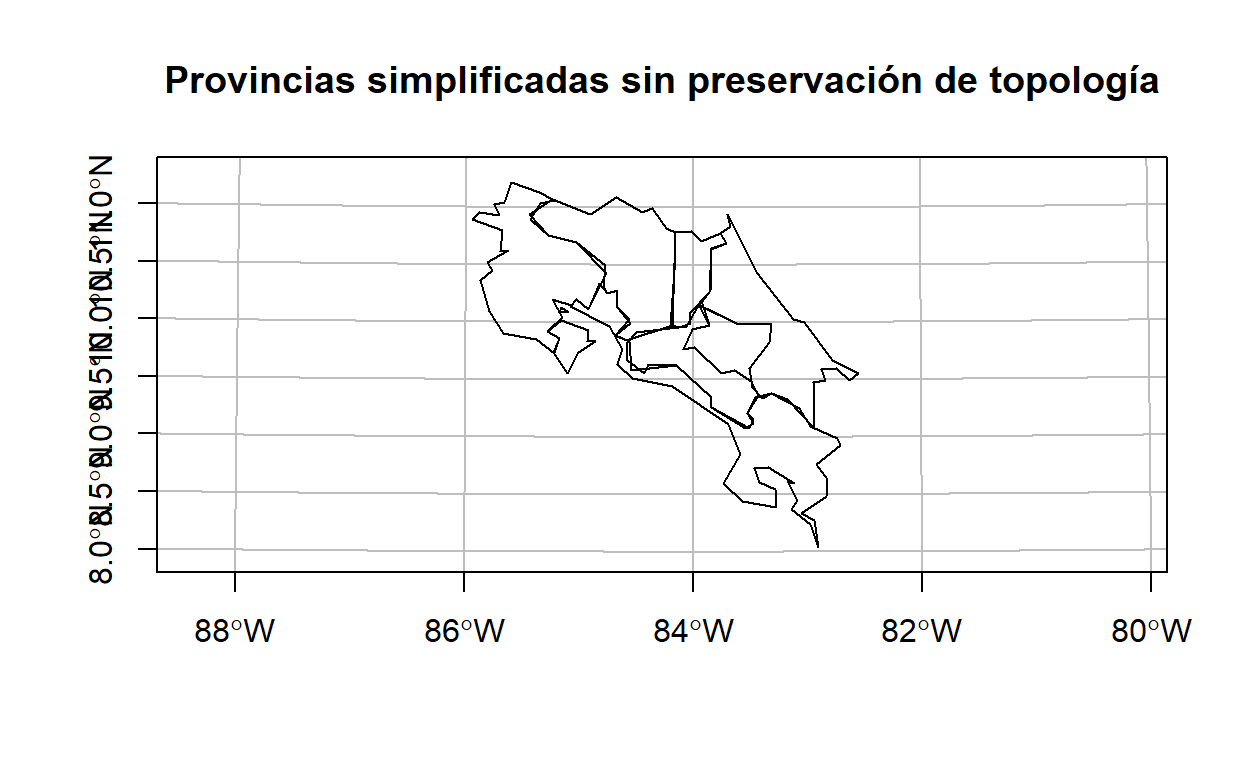 Provincias simplificadas sin preservación de topología
11.0°N
10.5°N
10.0°N
9.5°N
9.0°N
8.5°N
8.0°N
88°W
86°W
84°W
82°W
80°W